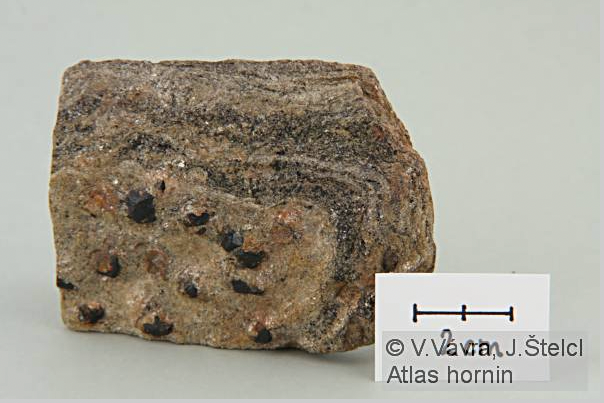 2 cm
© V.Vávra, J.Štelcl
Atlas hornin